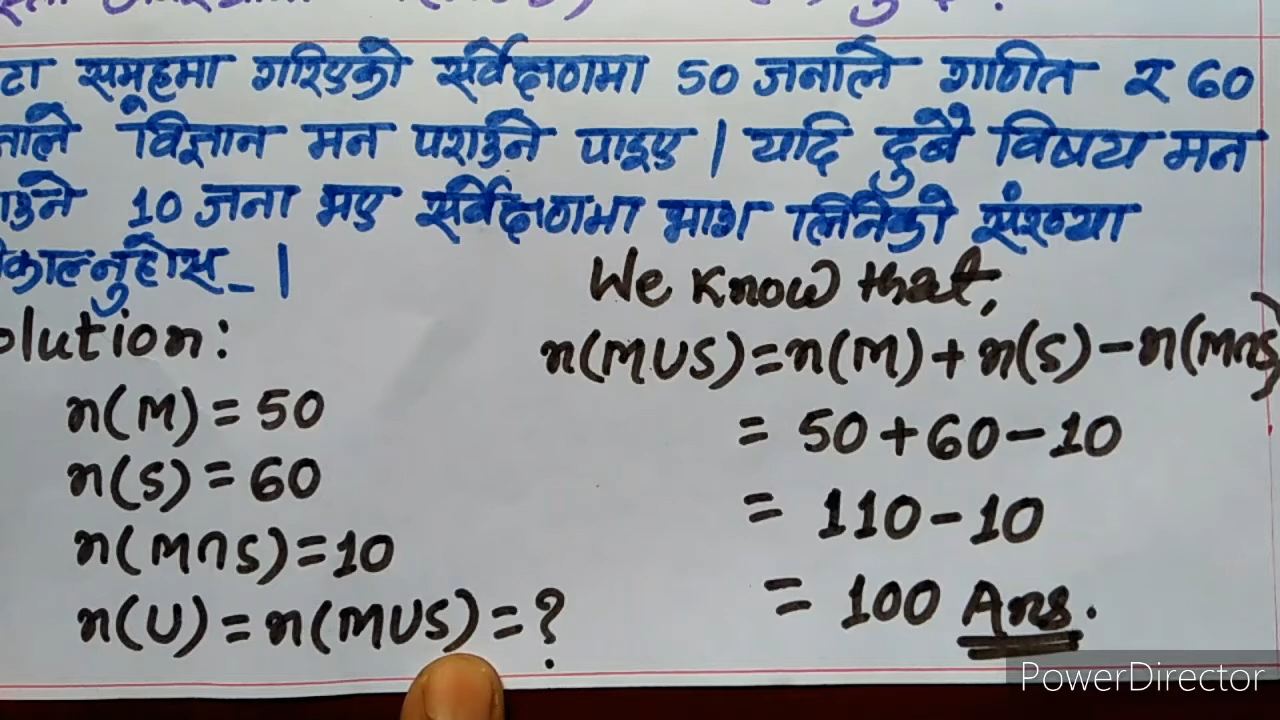 टा समूहमा गरिएको सर्वेक्षणमा 50 जनाले गणित र 60
नाले विज्ञान मन पराउने पाइए | यदि दुबै विषय मन
ाउने 10 जना भए सर्वेक्षणमा भाग लिनेको संख्या
काल्नुहोस् |
olution:
n(M) = 50
n(S) = 60
n(M∩S) = 10
n(U) = n(MUS) = ?
We know that,
n(MUS) = n(M) + n(S) - n(M∩S)
= 50 + 60 - 10
= 110 - 10
= 100 Ans.
PowerDirector